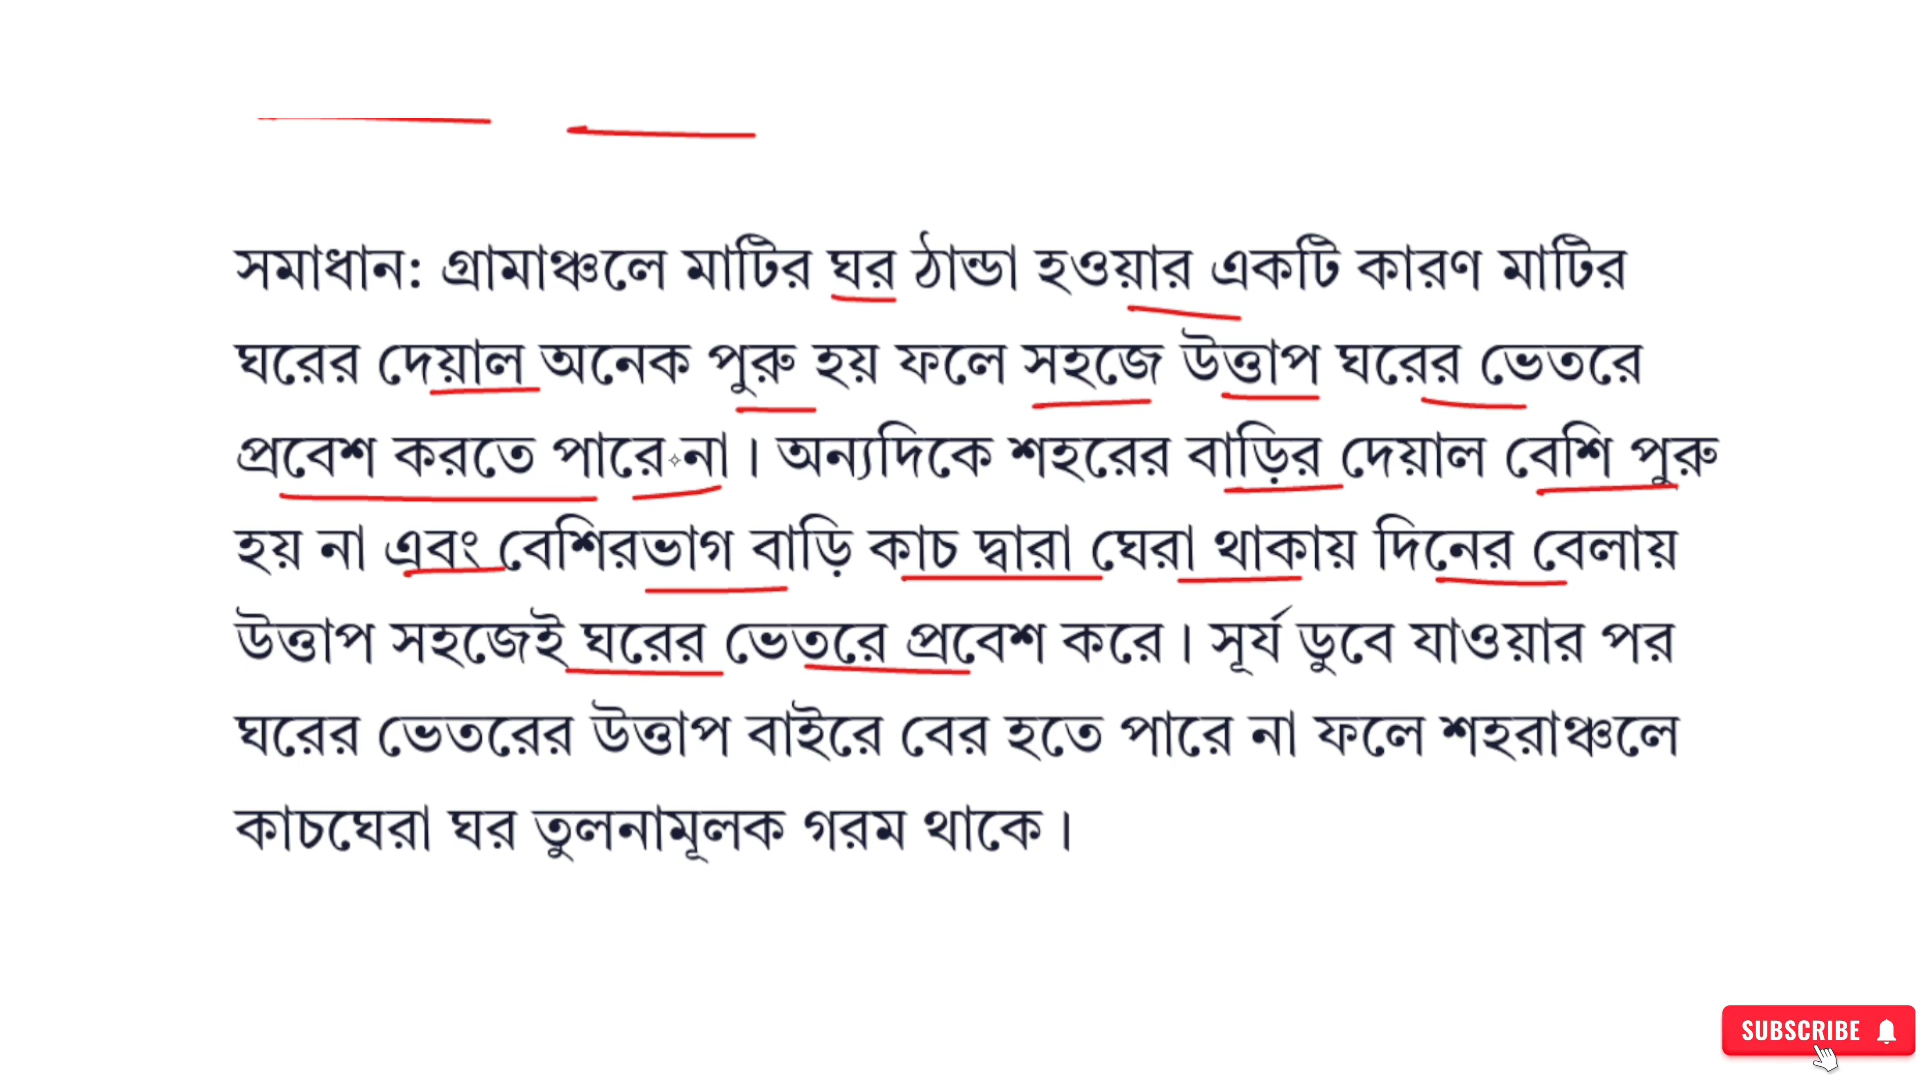 সমাধান: গ্রামাঞ্চলে মাটির ঘর ঠান্ডা হওয়ার একটি কারণ মাটির
ঘরের দেয়াল অনেক পুরু হয় ফলে সহজে উত্তাপ ঘরের ভেতরে
প্রবেশ করতে পারে না। অন্যদিকে শহরের বাড়ির দেয়াল বেশি পুরু
হয় না এবং বেশিরভাগ বাড়ি কাচ দ্বারা ঘেরা থাকায় দিনের বেলায়
উত্তাপ সহজেই ঘরের ভেতরে প্রবেশ করে। সূর্য ডুবে যাওয়ার পর
ঘরের ভেতরের উত্তাপ বাইরে বের হতে পারে না ফলে শহরাঞ্চলে
কাচঘেরা ঘর তুলনামূলক গরম থাকে।
SUBSCRIBE